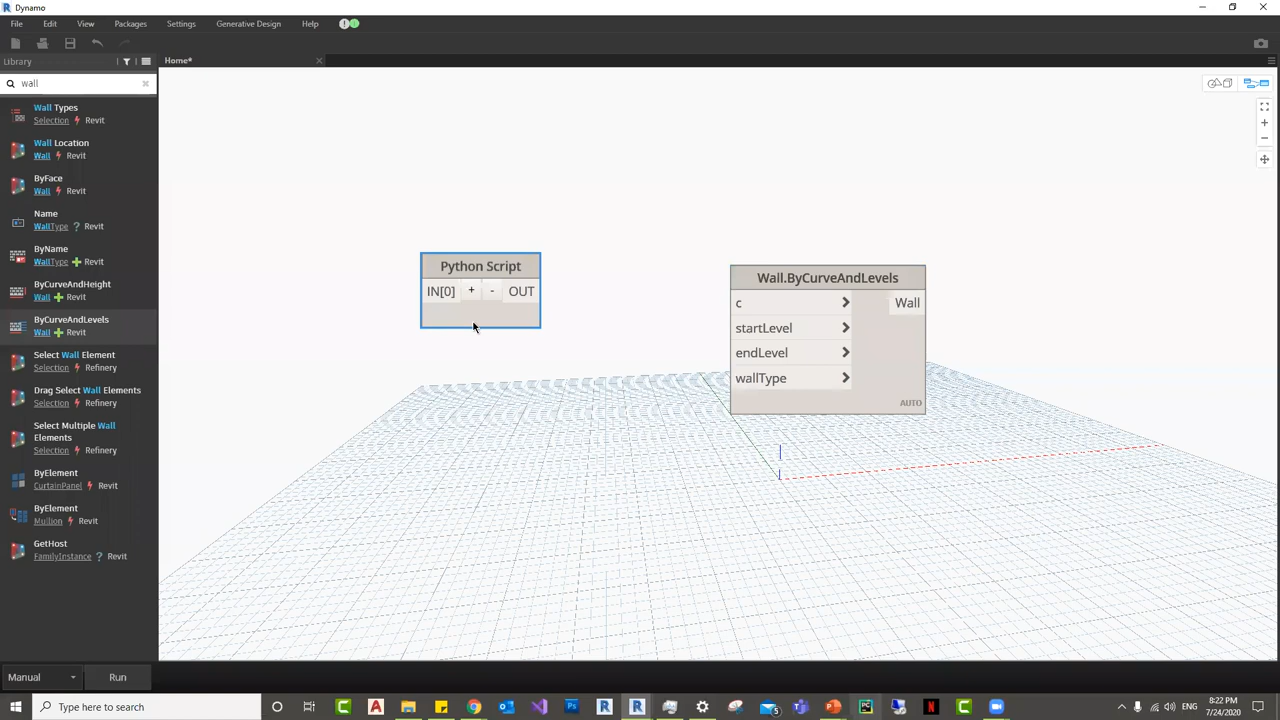 Dynamo
File Edit View Packages Settings Generative Design Help
Library
Home*
wall
Wall Types
Selection Revit
Wall Location
Wall Revit
ByFace
Wall Revit
Name
WallType ? Revit
ByName
WallType Revit
ByCurveAndHeight
Wall Revit
ByCurveAndLevels
Wall Revit
Select Wall Element
Selection Refinery
Drag Select Wall Elements
Selection Refinery
Select Multiple Wall
Elements
Selection Refinery
ByElement
CurtainPanel Revit
ByElement
Mullion Revit
GetHost
FamilyInstance ? Revit
Python Script
IN[0] + - OUT
Wall.ByCurveAndLevels
c Wall
startLevel
endLevel
wallType
AUTO
Manual Run
Type here to search
8:22 PM
7/24/2020